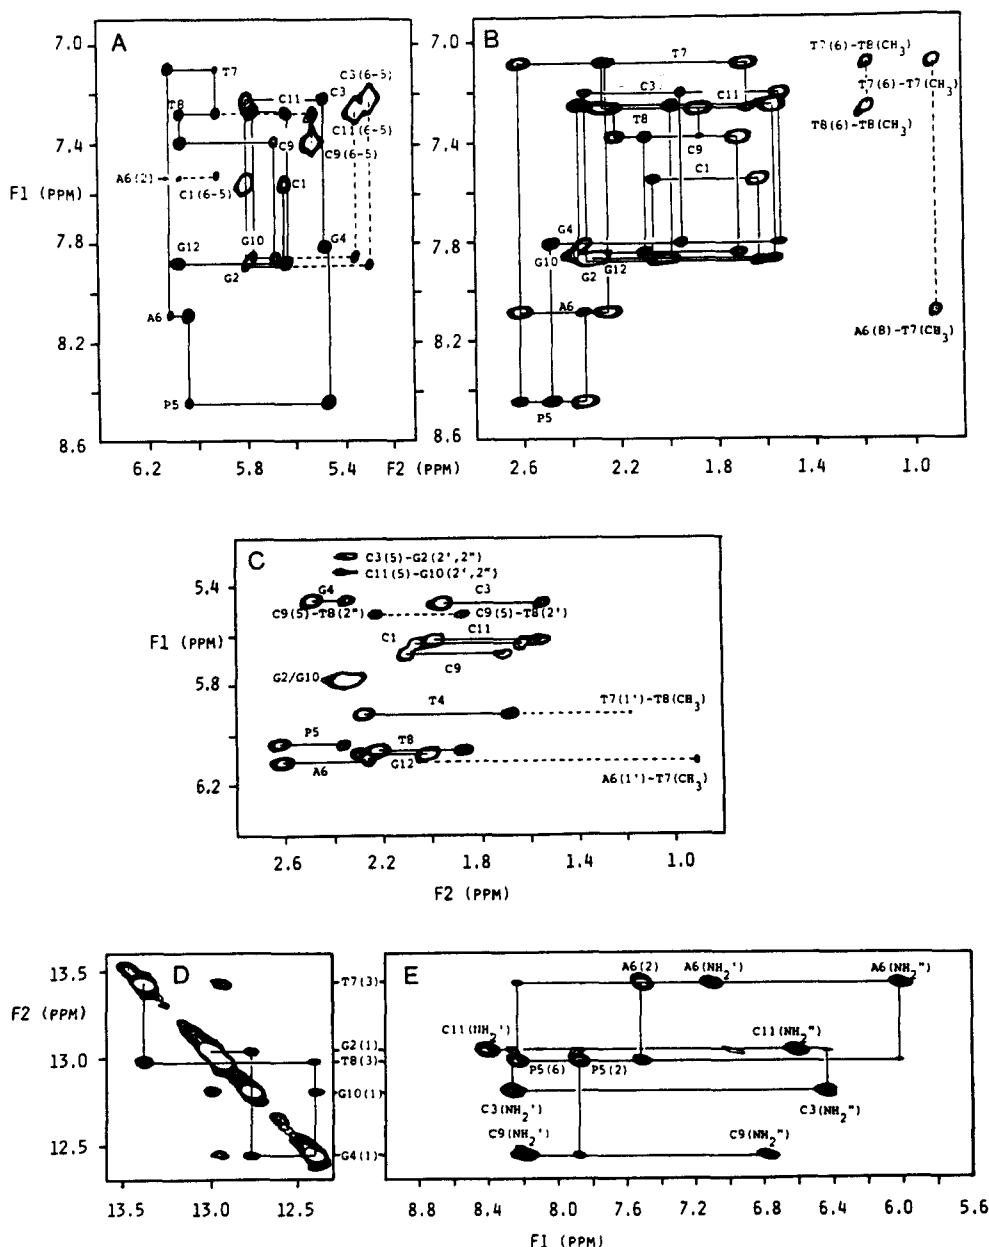 A
T7
T8
C11
C3
C3(6-5)
C11(6-5)
C9
C9(6-5)
A6(2)
C1(6-5)
C1
G12
G10
G4
G2
A6
P5
7.0
7.4
7.8
8.2
8.6
F1 (PPM)
6.2 5.8 5.4
F2 (PPM)
B
T7
C3
C11
T8
C9
C1
G4
G10
G2
G12
A6
P5
T7(6)-T8(CH3)
T7(6)-T7(CH3)
T8(6)-T8(CH3)
A6(8)-T7(CH3)
7.0
7.4
7.8
8.2
8.6
2.6 2.2 1.8 1.4 1.0
C
C3(5)-G2(2',2")
C11(5)-G10(2',2")
G4
C3
C9(5)-T8(2")
C9(5)-T8(2')
C1
C11
C9
G2/G10
T4
T7(1')-T8(CH3)
P5
T8
A6
G12
A6(1')-T7(CH3)
5.4
F1 (PPM)
5.8
6.2
2.6 2.2 1.8 1.4 1.0
F2 (PPM)
D
13.5
F2 (PPM)
13.0
12.5
13.5 13.0 12.5
T7(3)
G2(1)
T8(3)
G10(1)
G4(1)
E
A6(2)
A6(NH2')
A6(NH2")
C11(NH2')
C11(NH2")
P5(6)
P5(2)
C3(NH2')
C3(NH2")
C9(NH2')
C9(NH2")
8.8 8.4 8.0 7.6 7.2 6.8 6.4 6.0 5.6
F1 (PPM)